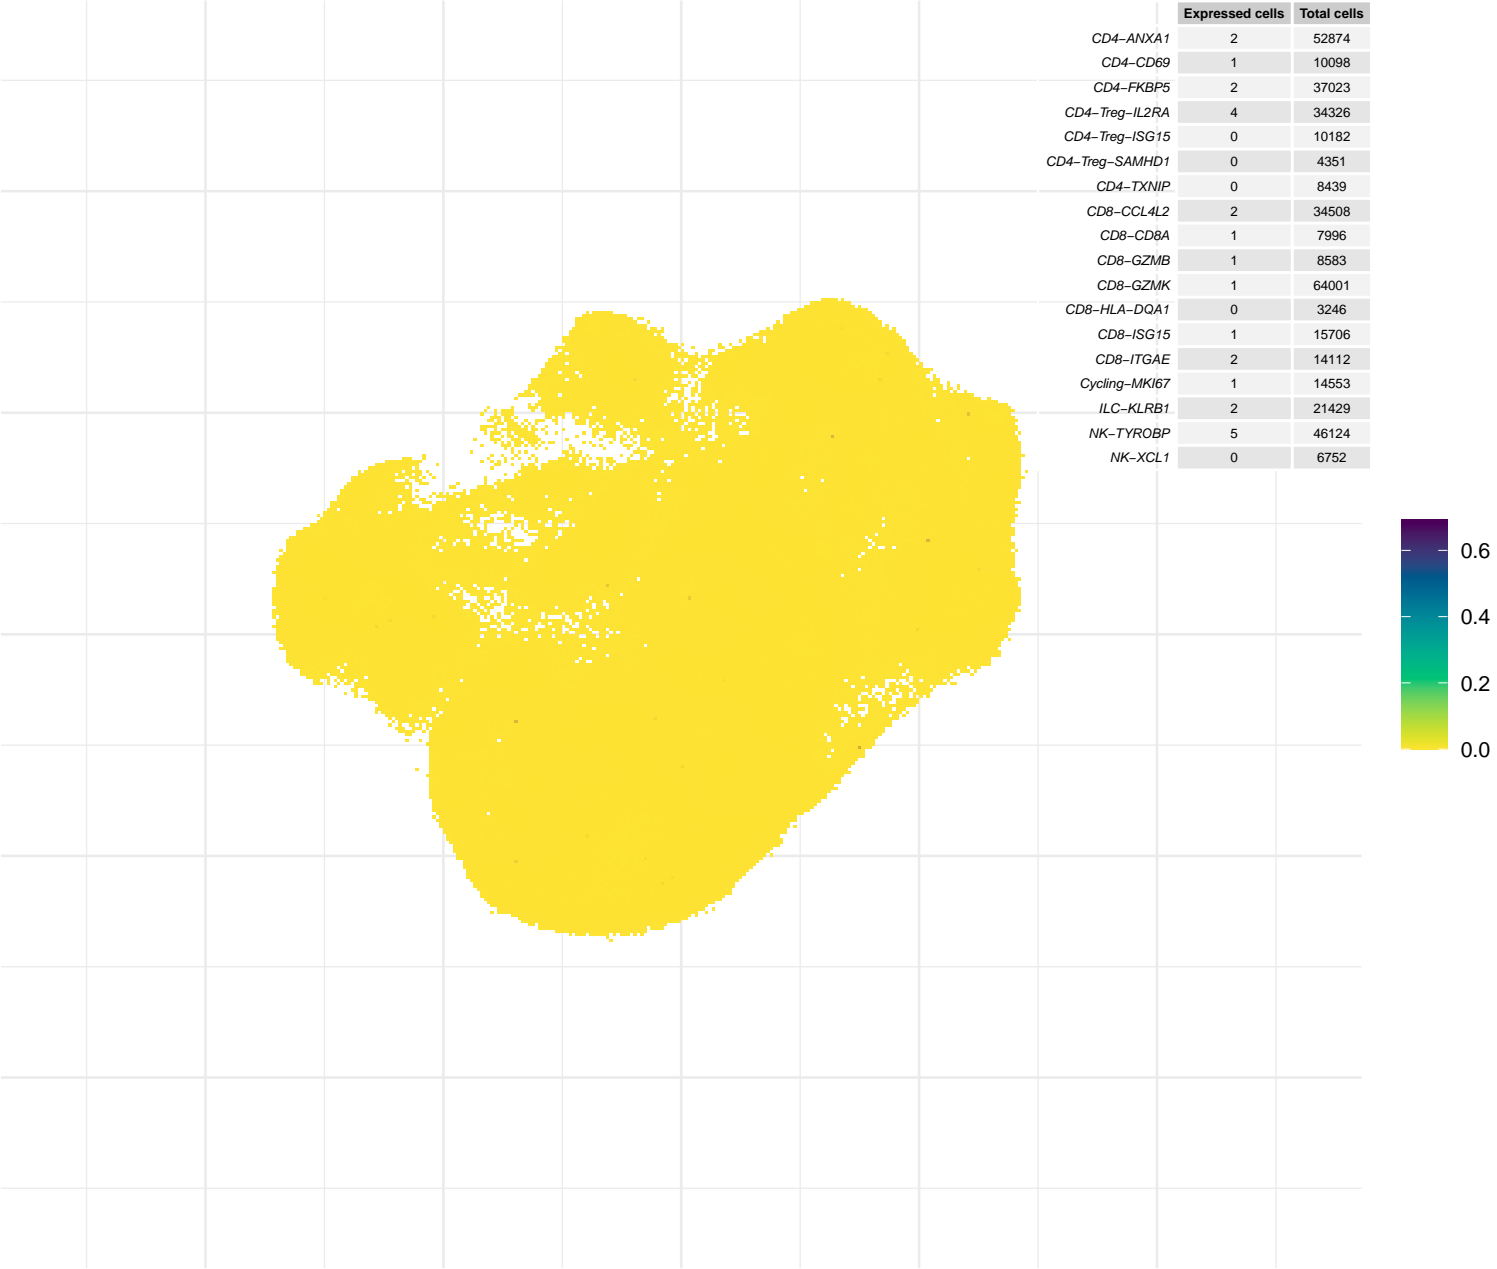 Expressed cells Total cells
CD4−ANXA1 2 52874
CD4−CD69 1 10098
CD4−FKBP5 2 37023
CD4−Treg−IL2RA 4 34326
CD4−Treg−ISG15 0 10182
CD4−Treg−SAMHD1 0 4351
CD4−TXNIP 0 8439
CD8−CCL4L2 2 34508
CD8−CD8A 1 7996
CD8−GZMB 1 8583
CD8−GZMK 1 64001
CD8−HLA−DQA1 0 3246
CD8−ISG15 1 15706
CD8−ITGAE 2 14112
Cycling−MKI67 1 14553
ILC−KLRB1 2 21429
NK−TYROBP 5 46124
NK−XCL1 0 6752
0.6
0.4
0.2
0.0